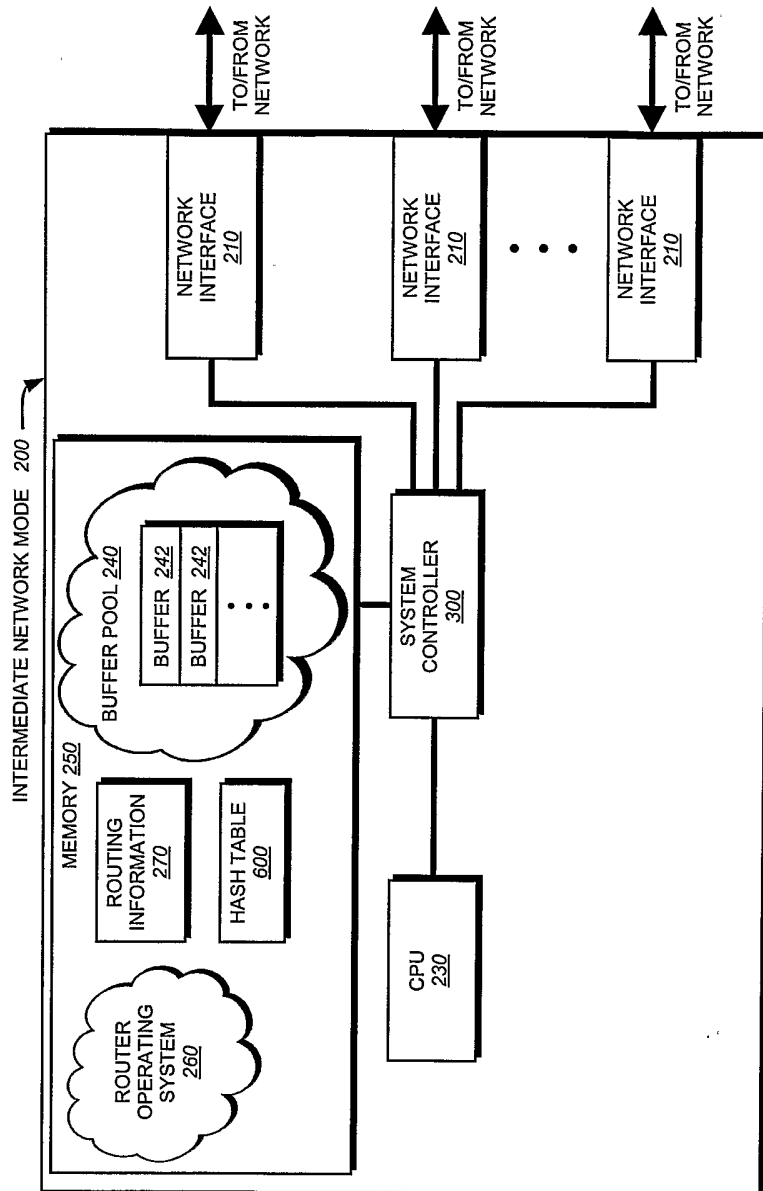 INTERMEDIATE NETWORK MODE 200
MEMORY 250
ROUTER
OPERATING
SYSTEM
260
ROUTING
INFORMATION
270
HASH TABLE
600
BUFFER POOL 240
BUFFER 242
BUFFER 242
• • •
CPU
230
SYSTEM
CONTROLLER
300
NETWORK
INTERFACE
210
TO/FROM
NETWORK
NETWORK
INTERFACE
210
TO/FROM
NETWORK
• • •
NETWORK
INTERFACE
210
TO/FROM
NETWORK